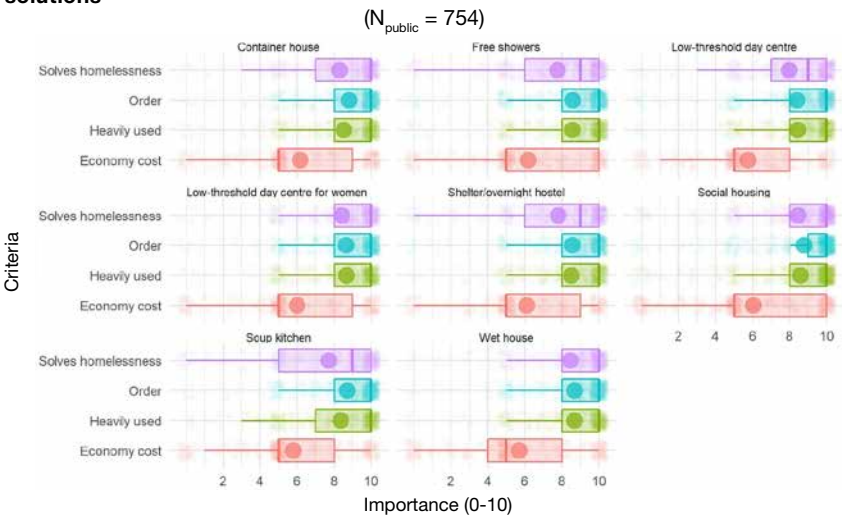 solutions
(Npublic = 754)
Container house
Free showers
Low-threshold day centre
Solves homelessness
Order
Heavily used
Economy cost
Low-threshold day centre for women
Shelter/overnight hostel
Social housing
Solves homelessness
Order
Heavily used
Economy cost
2 4 6 8 10
Soup kitchen
Wet house
Solves homelessness
Order
Heavily used
Economy cost
2 4 6 8 10
2 4 6 8 10
Criteria
Importance (0-10)